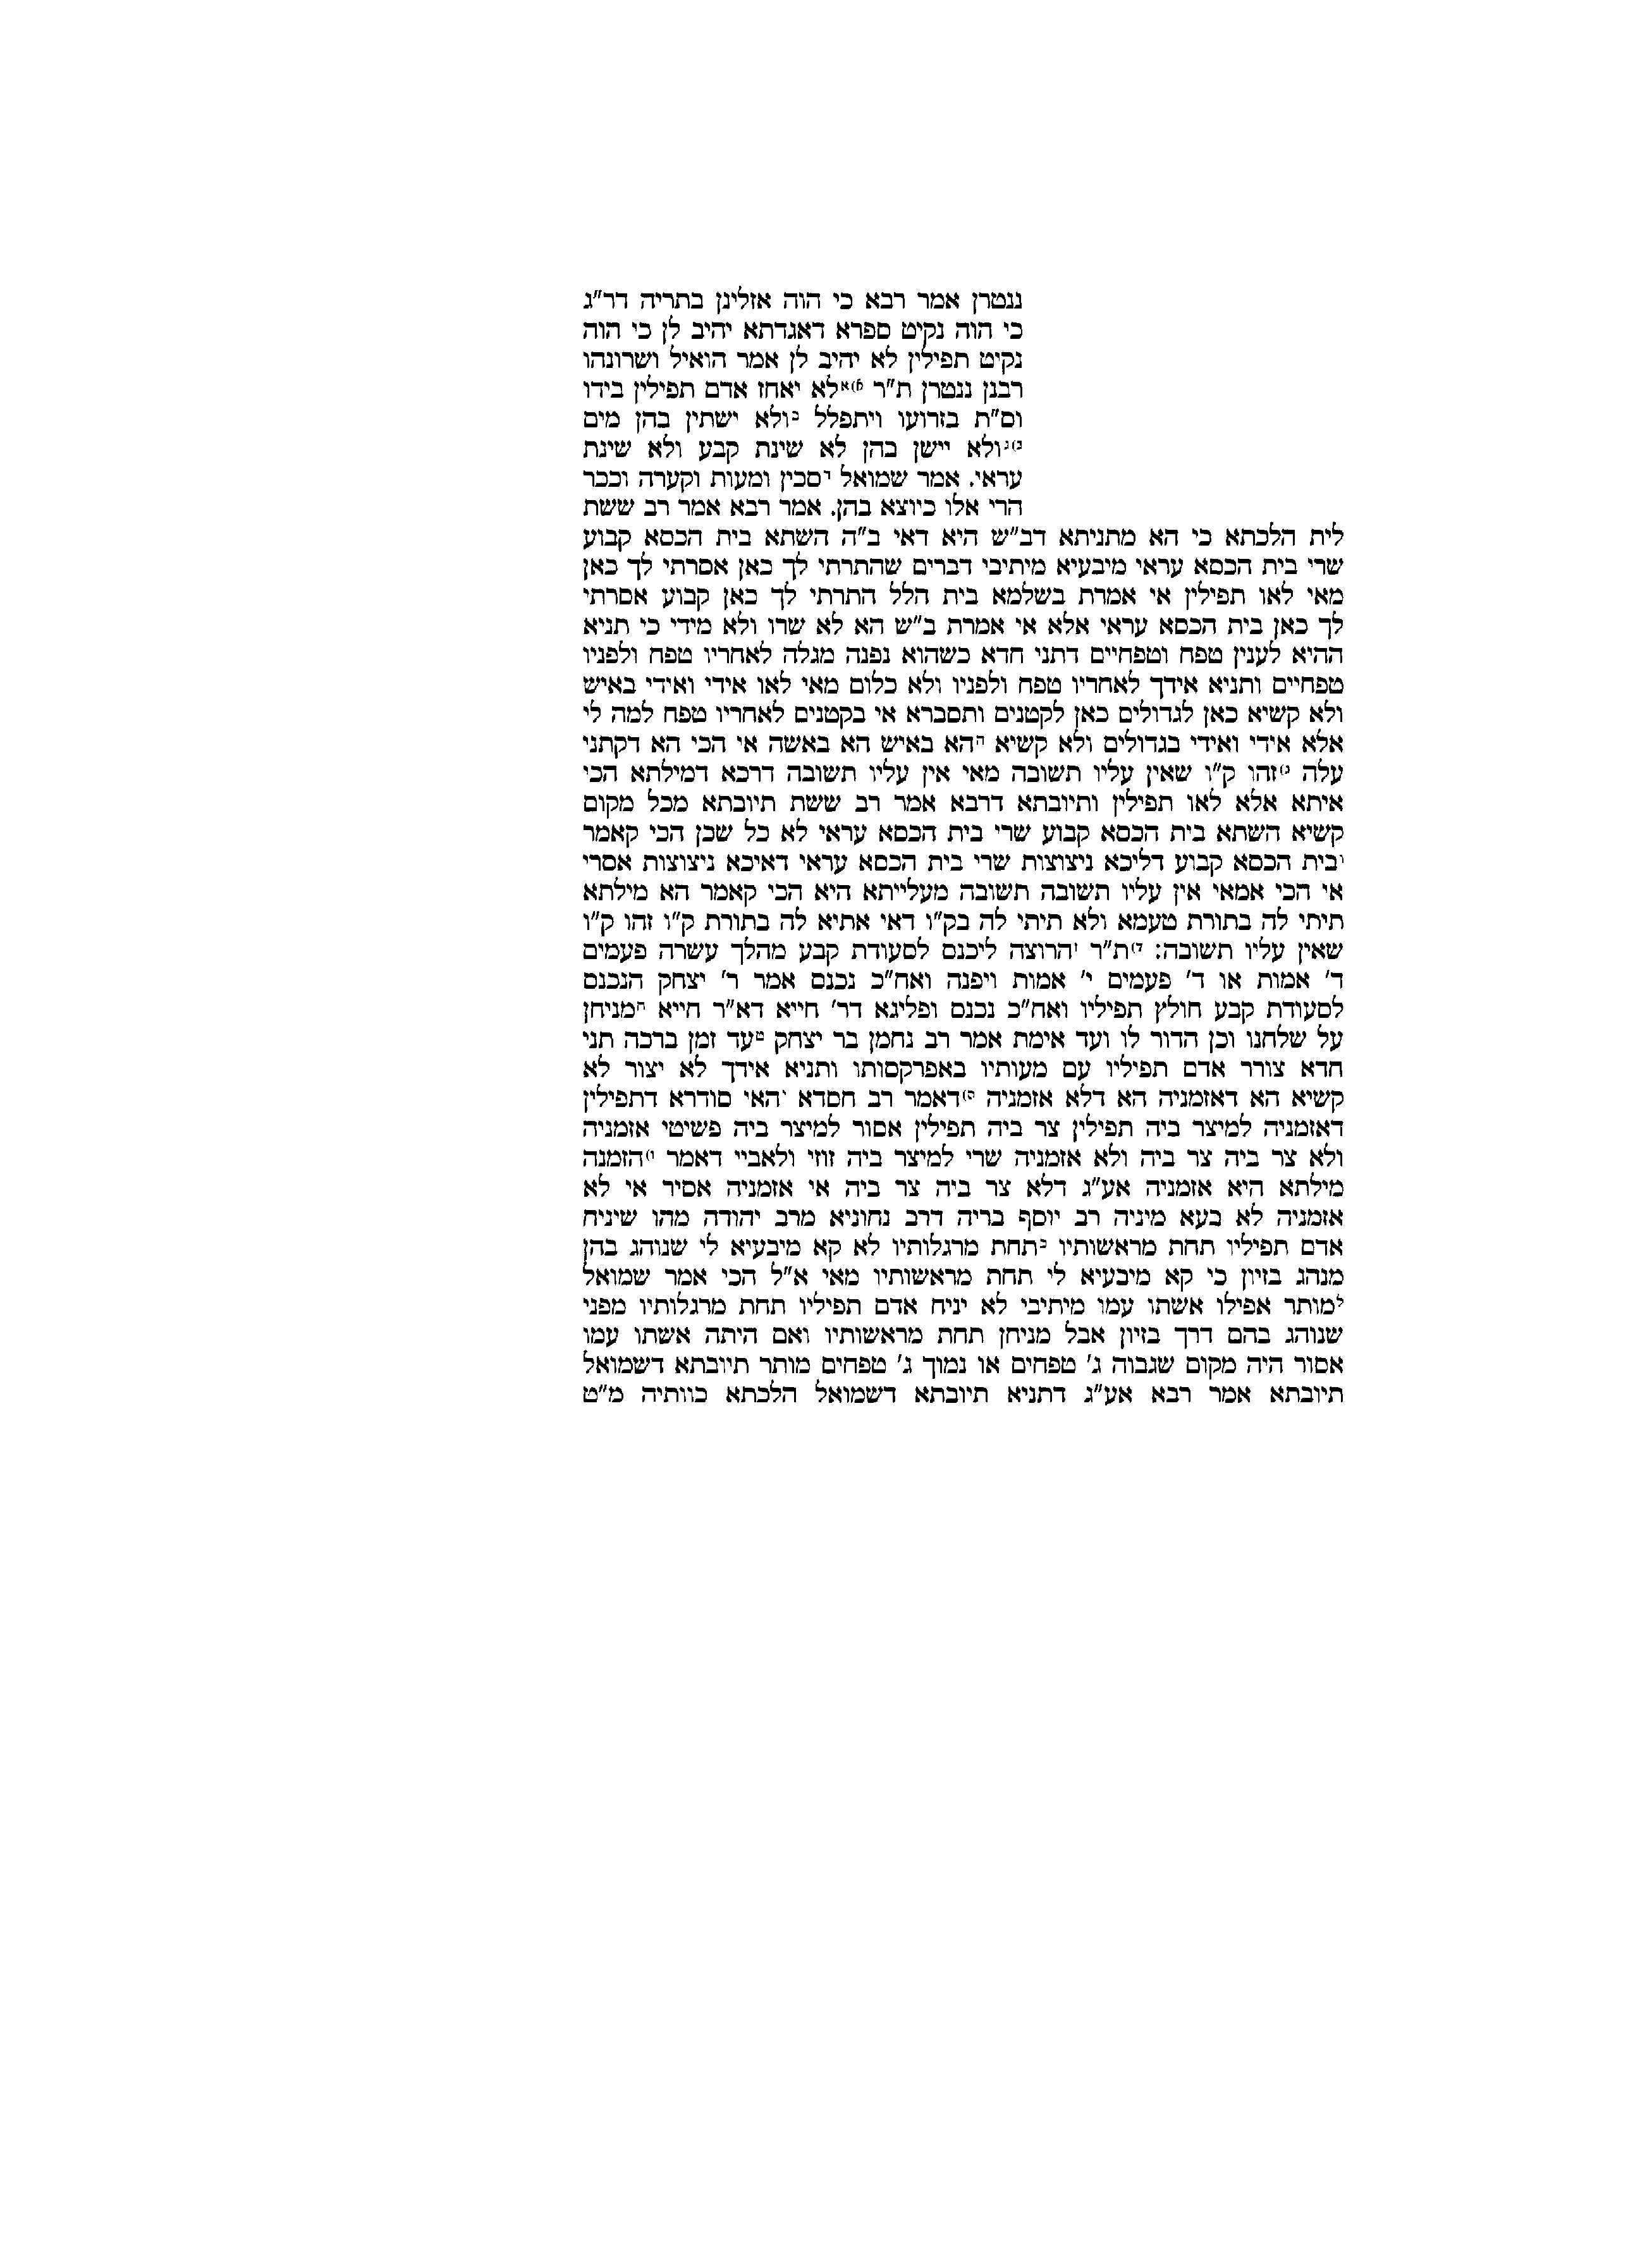 ננטרן אמר רבא כי הוה אזלינן בתריה דר"נ
כי הוה נקיט ספרא דאגדתא יהיב לן כי הוה
נקיט תפילין לא יהיב לן אמר הואיל ושרונהו
רבנן ננטרן ת"ר א)אלא יאחז אדם תפילין בידו
וס"ת בזרועו ויתפלל בולא ישתין בהן מים
ב)גולא יישן בהן לא שינת קבע ולא שינת
עראי. אמר שמואל דסכין ומעות וקערה וככר
הרי אלו כיוצא בהן. אמר רבא אמר רב ששת
לית הלכתא כי הא מתניתא דב"ש היא דאי ב"ה השתא בית הכסא קבוע
שרי בית הכסא עראי מיבעיא מיתיבי דברים שהתרתי לך כאן אסרתי לך כאן
מאי לאו תפילין אי אמרת בשלמא בית הלל התרתי לך כאן קבוע אסרתי
לך כאן בית הכסא עראי אלא אי אמרת ב"ש הא לא שרו ולא מידי כי תניא
ההיא לענין טפח וטפחיים דתני חדא כשהוא נפנה מגלה לאחריו טפח ולפניו
טפחיים ותניא אידך לאחריו טפח ולפניו ולא כלום מאי לאו אידי ואידי באיש
ולא קשיא כאן לגדולים כאן לקטנים ותסברא אי בקטנים לאחריו טפח למה לי
אלא אידי ואידי בגדולים ולא קשיא ההא באיש הא באשה אי הכי הא דקתני
עלה ג)זהו ק"ו שאין עליו תשובה מאי אין עליו תשובה דרכא דמילתא הכי
איתא אלא לאו תפילין ותיובתא דרבא אמר רב ששת תיובתא מכל מקום
קשיא השתא בית הכסא קבוע שרי בית הכסא עראי לא כל שכן הכי קאמר
ובית הכסא קבוע דליכא ניצוצות שרי בית הכסא עראי דאיכא ניצוצות אסרי
אי הכי אמאי אין עליו תשובה תשובה מעלייתא היא הכי קאמר הא מילתא
תיתי לה בתורת טעמא ולא תיתי לה בק"ו דאי אתיא לה בתורת ק"ו זהו ק"ו
שאין עליו תשובה: ד)ת"ר זהרוצה ליכנס לסעודת קבע מהלך עשרה פעמים
ד' אמות או ד' פעמים י' אמות ויפנה ואח"כ נכנס אמר ר' יצחק הנכנס
לסעודת קבע חולץ תפיליו ואח"כ נכנס ופליגא דר' חייא דא"ר חייא חמניחן
על שלחנו וכן הדור לו ועד אימת אמר רב נחמן בר יצחק טעד זמן ברכה תני
חדא צורר אדם תפיליו עם מעותיו באפרקסותו ותניא אידך לא יצור לא
קשיא הא דאזמניה הא דלא אזמניה ה)דאמר רב חסדא יהאי סודרא דתפילין
דאזמניה למיצר ביה תפילין צר ביה תפילין אסור למיצר ביה פשיטי אזמניה
ולא צר ביה צר ביה ולא אזמניה שרי למיצר ביה זוזי ולאביי דאמר ו)הזמנה
מילתא היא אזמניה אע"ג דלא צר ביה צר ביה אי אזמניה אסיר אי לא
אזמניה לא בעא מיניה רב יוסף בריה דרב נחוניא מרב יהודה מהו שיניח
אדם תפיליו תחת מראשותיו כתחת מרגלותיו לא קא מיבעיא לי שנוהג בהן
מנהג בזיון כי קא מיבעיא לי תחת מראשותיו מאי א"ל הכי אמר שמואל
למותר אפילו אשתו עמו מיתיבי לא יניח אדם תפיליו תחת מרגלותיו מפני
שנוהג בהם דרך בזיון אבל מניחן תחת מראשותיו ואם היתה אשתו עמו
אסור היה מקום שגבוה ג' טפחים או נמוך ג' טפחים מותר תיובתא דשמואל
תיובתא אמר רבא אע"ג דתניא תיובתא דשמואל הלכתא כוותיה מ"ט